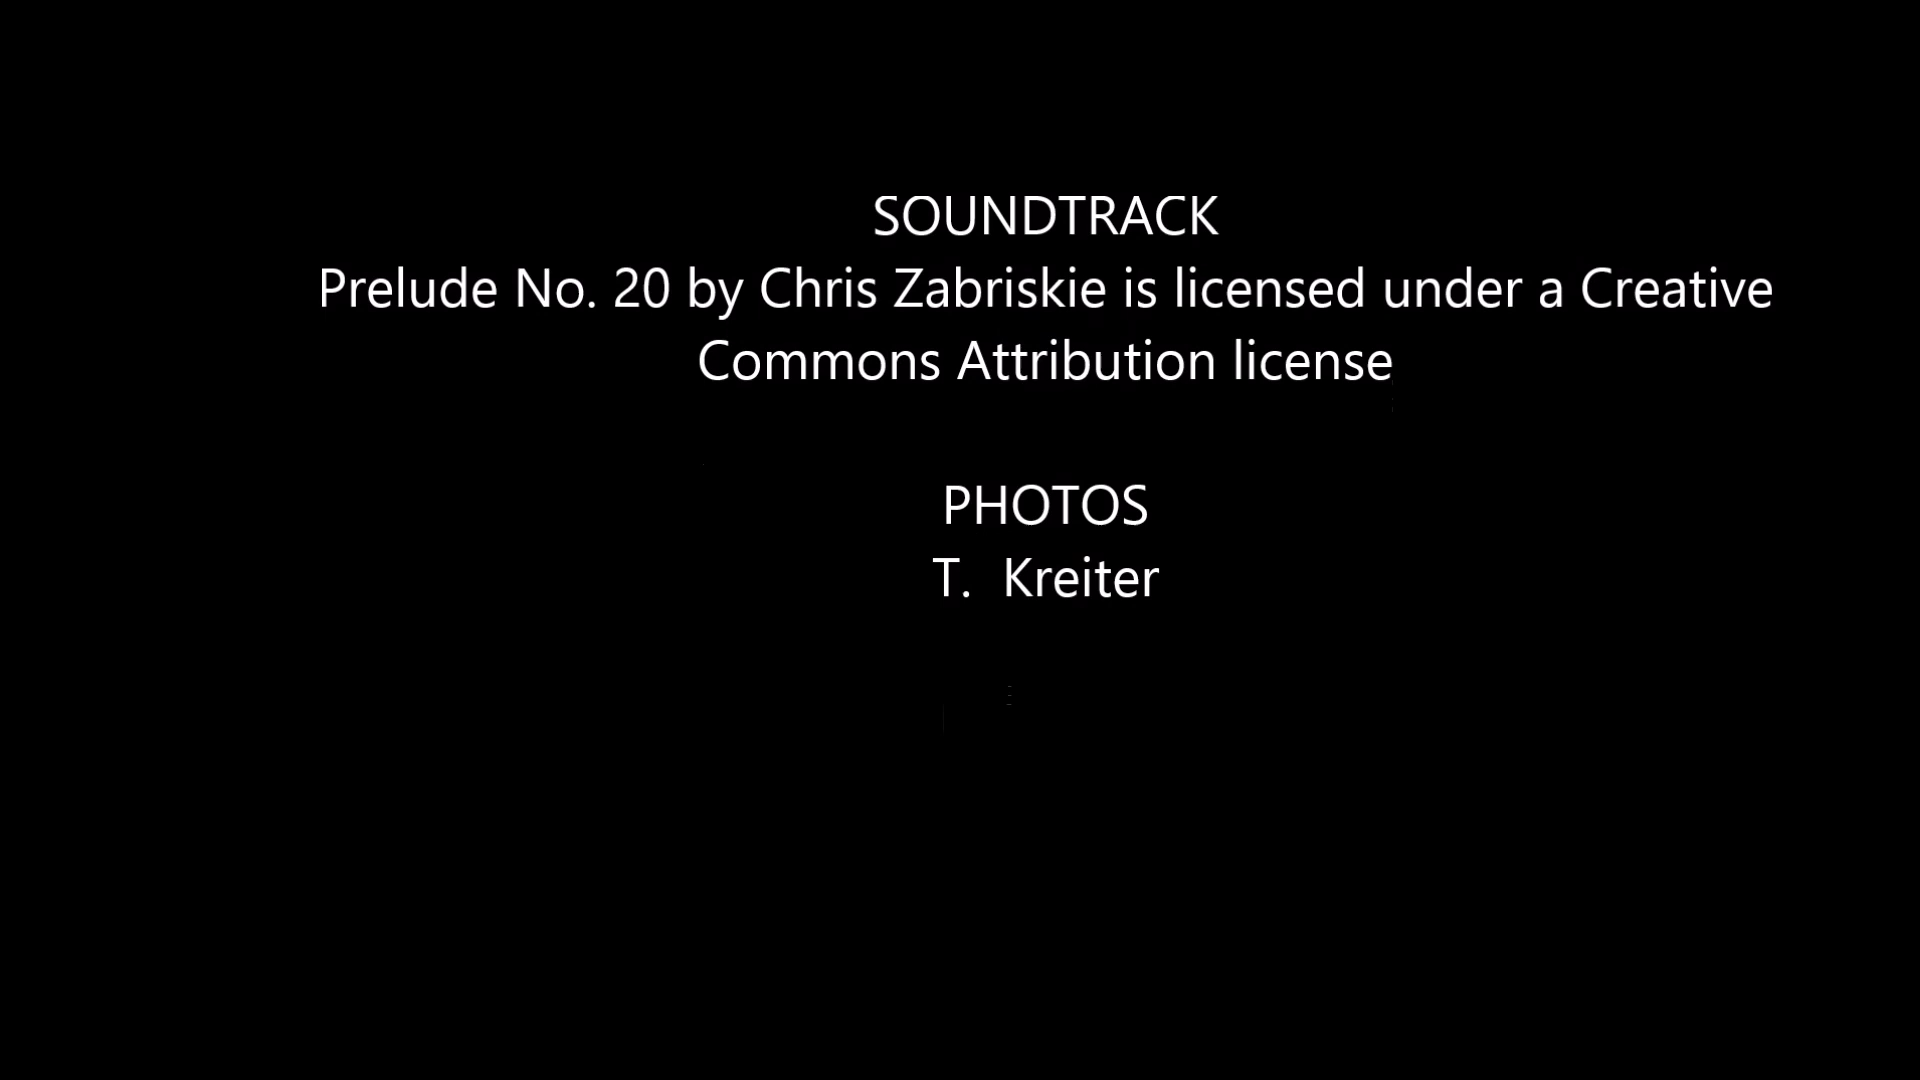 SOUNDTRACK
Prelude No. 20 by Chris Zabriskie is licensed under a Creative
Commons Attribution license
PHOTOS
T.  Kreiter